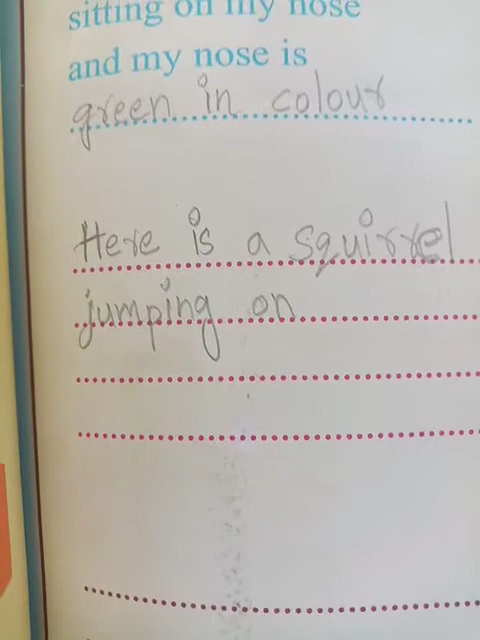 sitting on my nose
and my nose is
green in colour
Here is a squirrel
jumping on